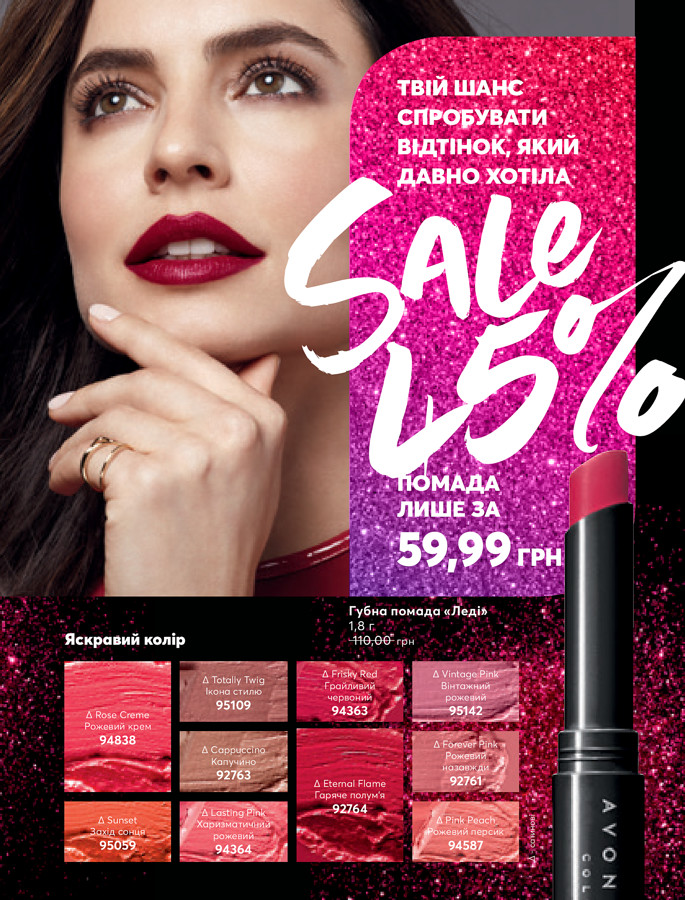 ТВІЙ ШАНС
СПРОБУВАТИ
ВІДТІНОК, ЯКИЙ
ДАВНО ХОТІЛА
Sale
45%
ПОМАДА
ЛИШЕ ЗА
59,99 ГРН
Губна помада «Леді»
1,8 г
110,00 грн
Яскравий колір
Δ Rose Creme
Рожевий крем
94838
Δ Totally Twig
Ікона стилю
95109
Δ Frisky Red
Грайливий
червоний
94363
Δ Vintage Pink
Вінтажний
рожевий
95142
Δ Cappuccino
Капучино
92763
Δ Eternal Flame
Гаряче полум'я
92764
Δ Forever Pink
Рожевий
назавжди
92761
Δ Sunset
Захід сонця
95059
Δ Lasting Pink
Харизматичний
рожевий
94364
Δ Pink Peach
Рожевий персик
94587
Δ - сатинові
AVON
COL